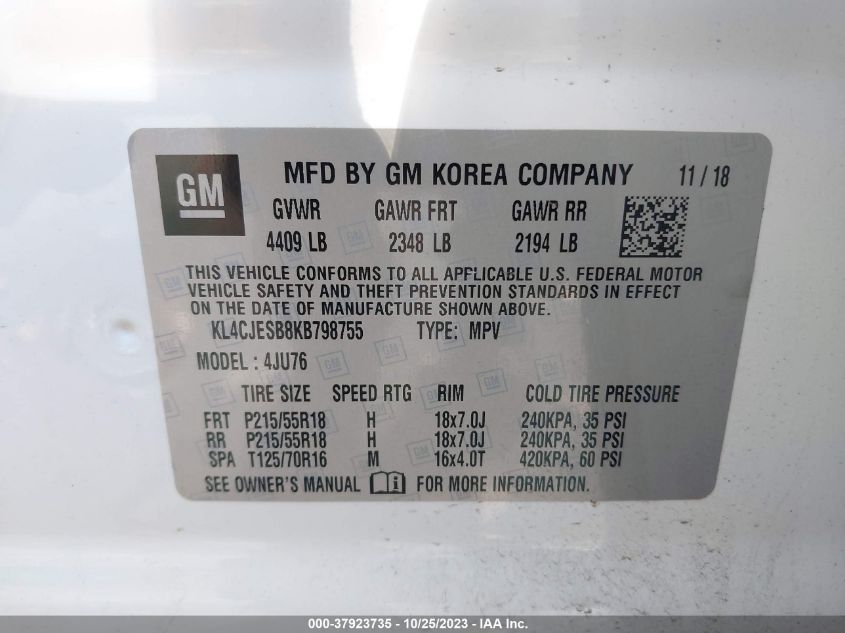 GM
MFD BY GM KOREA COMPANY 11/18
GVWR GAWR FRT GAWR RR
4409 LB 2348 LB 2194 LB
THIS VEHICLE CONFORMS TO ALL APPLICABLE U.S. FEDERAL MOTOR
VEHICLE SAFETY AND THEFT PREVENTION STANDARDS IN EFFECT
ON THE DATE OF MANUFACTURE SHOWN ABOVE.
KL4CJESB8KB798755 TYPE: MPV
MODEL : 4JU76
TIRE SIZE SPEED RTG RIM COLD TIRE PRESSURE
FRT P215/55R18 H 18x7.0J 240KPA, 35 PSI
RR P215/55R18 H 18x7.0J 240KPA, 35 PSI
SPA T125/70R16 M 16x4.0T 420KPA, 60 PSI
SEE OWNER'S MANUAL i FOR MORE INFORMATION.
000-37923735 - 10/25/2023 - IAA Inc.